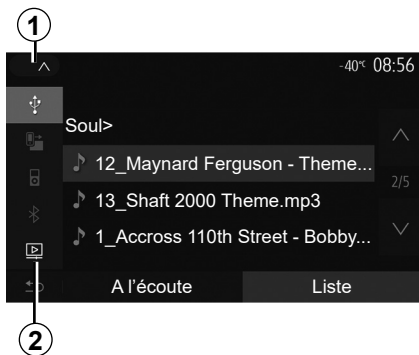 1
-40°C 08:56
Soul>
12_Maynard Ferguson - Theme...
13_Shaft 2000 Theme.mp3
2/5
1_Accross 110th Street - Bobby...
A l'écoute Liste
2